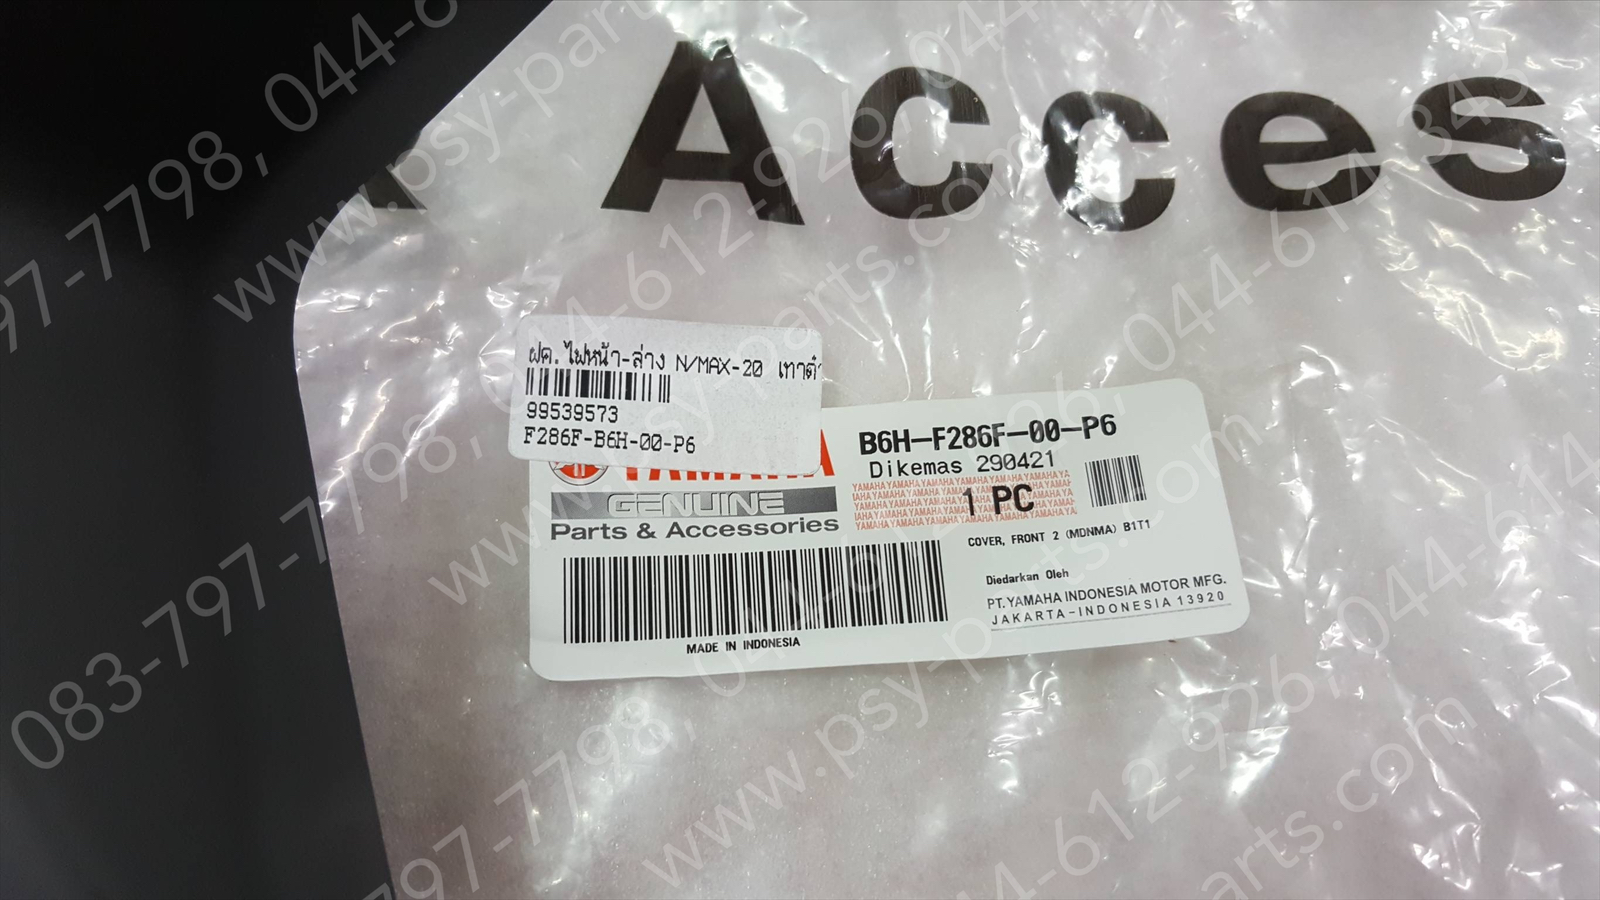 Acces
ฝค.ไฟหน้า-ล่าง N/MAX-20 เทาดำ
99539573
F286F-B6H-00-P6
YAMAHA
GENUINE
Parts & Accessories
MADE IN INDONESIA
B6H-F286F-00-P6
Dikemas 290421
1 PC
COVER, FRONT 2 (MDNMA) B1T1
Diedarkan Oleh
PT.YAMAHA INDONESIA MOTOR MFG.
JAKARTA-INDONESIA 13920
083-797-7798, 044-612-926, 044-614-343
www.psy-parts.com